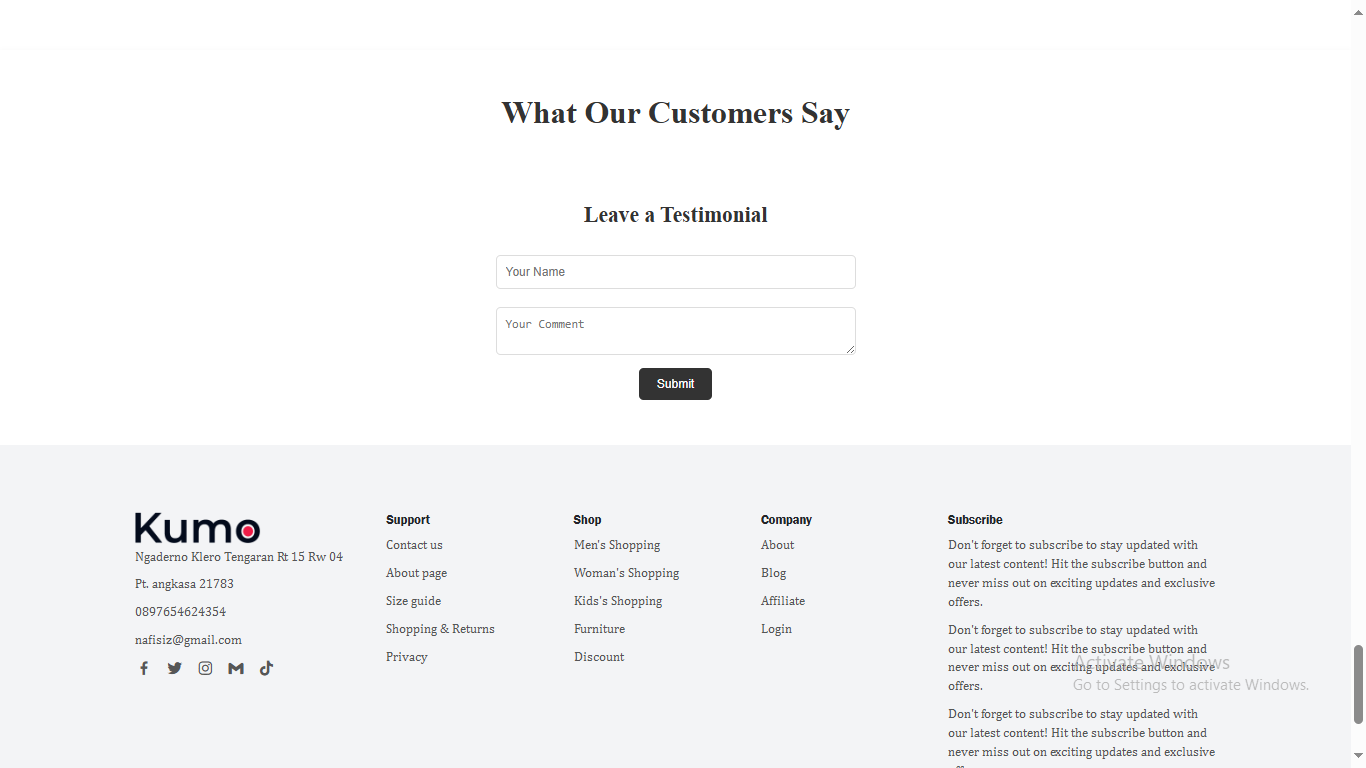 What Our Customers Say
Leave a Testimonial
Your Name
Your Comment
Submit
Kumo
Ngaderno Klero Tengaran Rt 15 Rw 04
Pt. angkasa 21783
0897654624354
nafisiz@gmail.com
Support
Contact us
About page
Size guide
Shopping & Returns
Privacy
Shop
Men's Shopping
Woman's Shopping
Kids's Shopping
Furniture
Discount
Company
About
Blog
Affiliate
Login
Subscribe
Don't forget to subscribe to stay updated with
our latest content! Hit the subscribe button and
never miss out on exciting updates and exclusive
offers.
Don't forget to subscribe to stay updated with
our latest content! Hit the subscribe button and
never miss out on exciting updates and exclusive
offers.
Don't forget to subscribe to stay updated with
our latest content! Hit the subscribe button and
never miss out on exciting updates and exclusive
Activate Windows
Go to Settings to activate Windows.